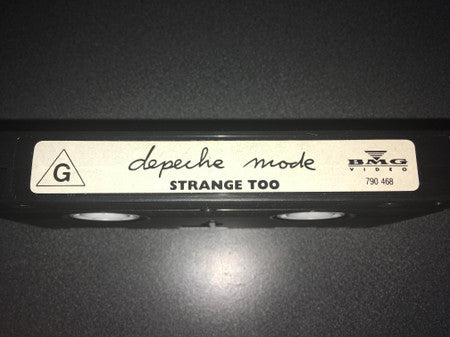 G
depeche mode
STRANGE TOO
BMG
VIDEO
790 468